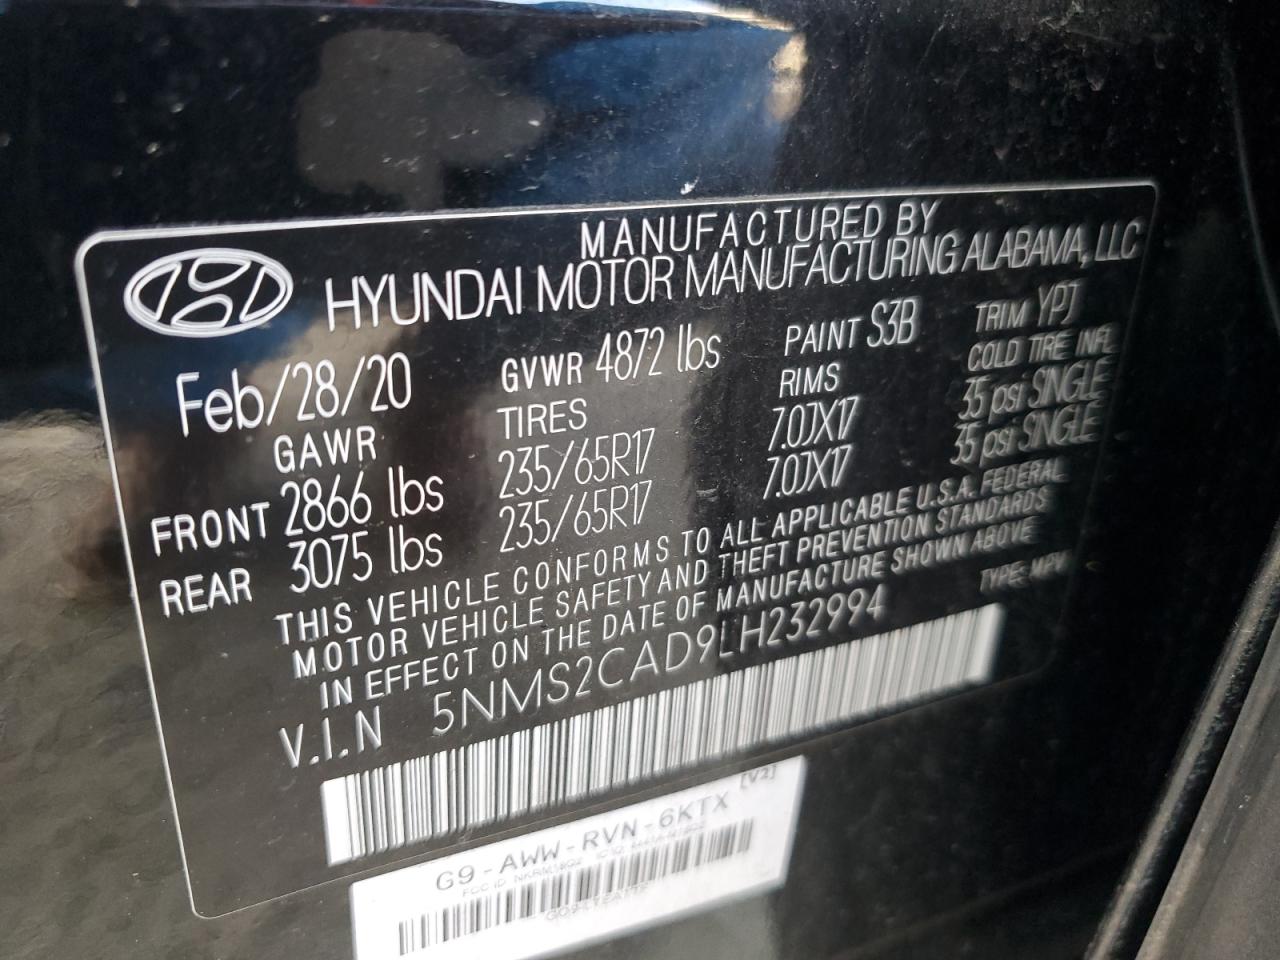 MANUFACTURED BY
HYUNDAI MOTOR MANUFACTURING ALABAMA, LLC
Feb/28/20 GVWR 4872 lbs PAINT S3B TRIM YPJ
GAWR TIRES RIMS COLD TIRE INFL
FRONT 2866 lbs 235/65R17 7.0JX17 35 psi SINGLE
REAR 3075 lbs 235/65R17 7.0JX17 35 psi SINGLE
THIS VEHICLE CONFORMS TO ALL APPLICABLE U.S.A. FEDERAL
MOTOR VEHICLE SAFETY AND THEFT PREVENTION STANDARDS
IN EFFECT ON THE DATE OF MANUFACTURE SHOWN ABOVE
V.I.N 5NMS2CAD9LH232994 TYPE: MPV
[V2]
G9-AWW-RVN-6KTX
FCC ID